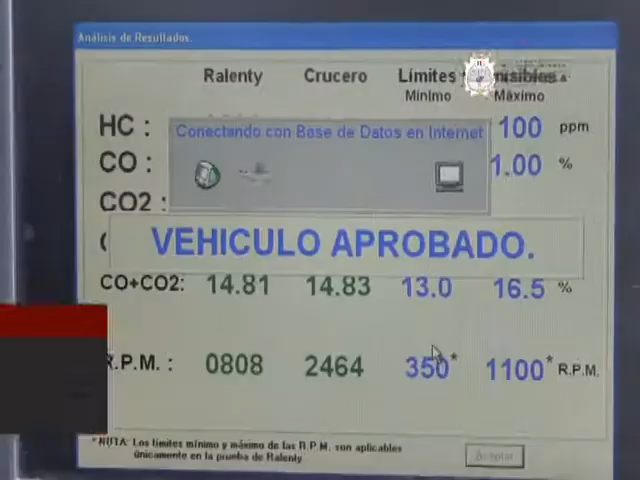 Análisis de Resultados.
Ralenty Crucero Límites
Mínimo Máximo
HC : 100 ppm
Conectando con Base de Datos en Internet
CO : 1.00 %
CO2 :
VEHICULO APROBADO.
CO+CO2: 14.81 14.83 13.0 16.5 %
R.P.M. : 0808 2464 350* 1100* R.P.M.
* NOTA: Los límites mínimo y máximo de las R.P.M. son aplicables
únicamente en la prueba de Ralenty
Aceptar